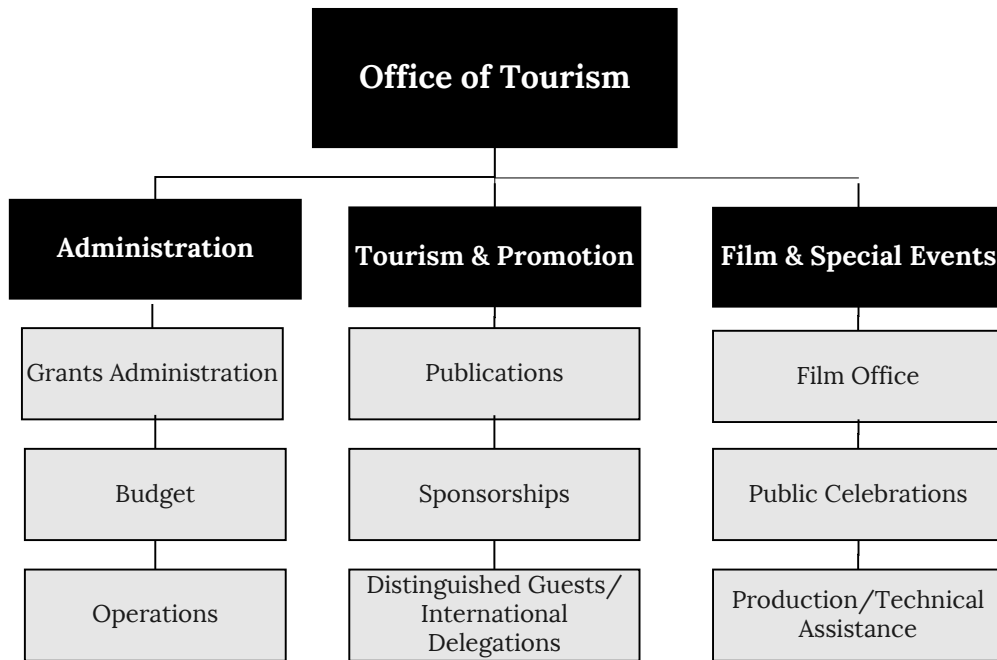 Office of Tourism
Administration
Tourism & Promotion
Film & Special Events
Grants Administration
Publications
Film Office
Budget
Sponsorships
Public Celebrations
Operations
Distinguished Guests/
International
Delegations
Production/Technical
Assistance